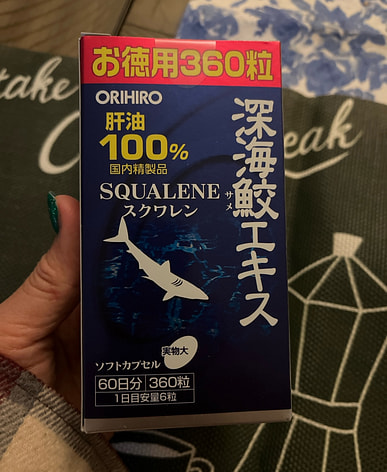 お徳用360粒
ORIHIRO
肝油
100%
国内精製品
SQUALENE
スクワレン
深海鮫エキス
サメ
実物大
ソフトカプセル
60日分 360粒
1日目安量6粒
take
eak